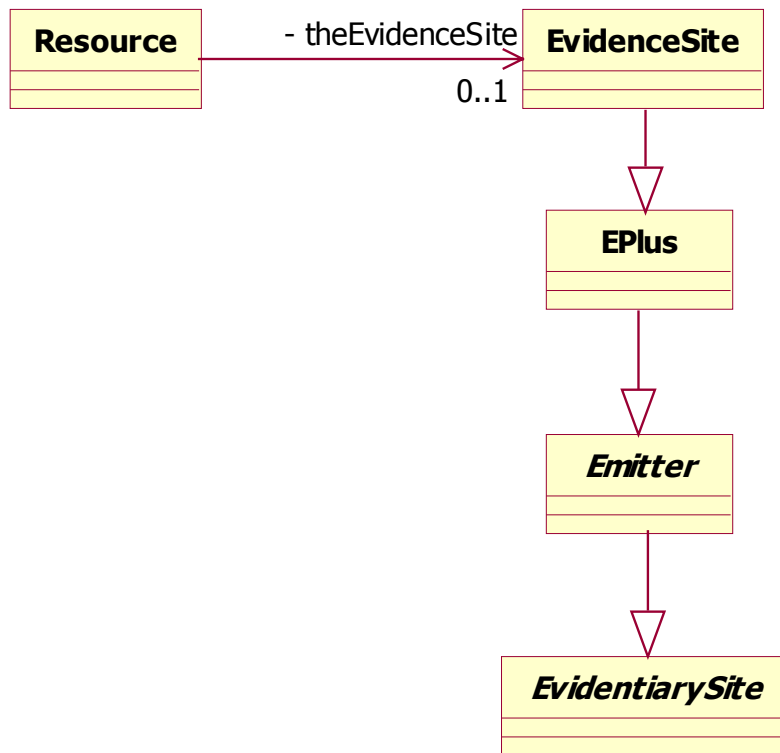 Resource
- theEvidenceSite
EvidenceSite
0..1
EPlus
Emitter
EvidentiarySite